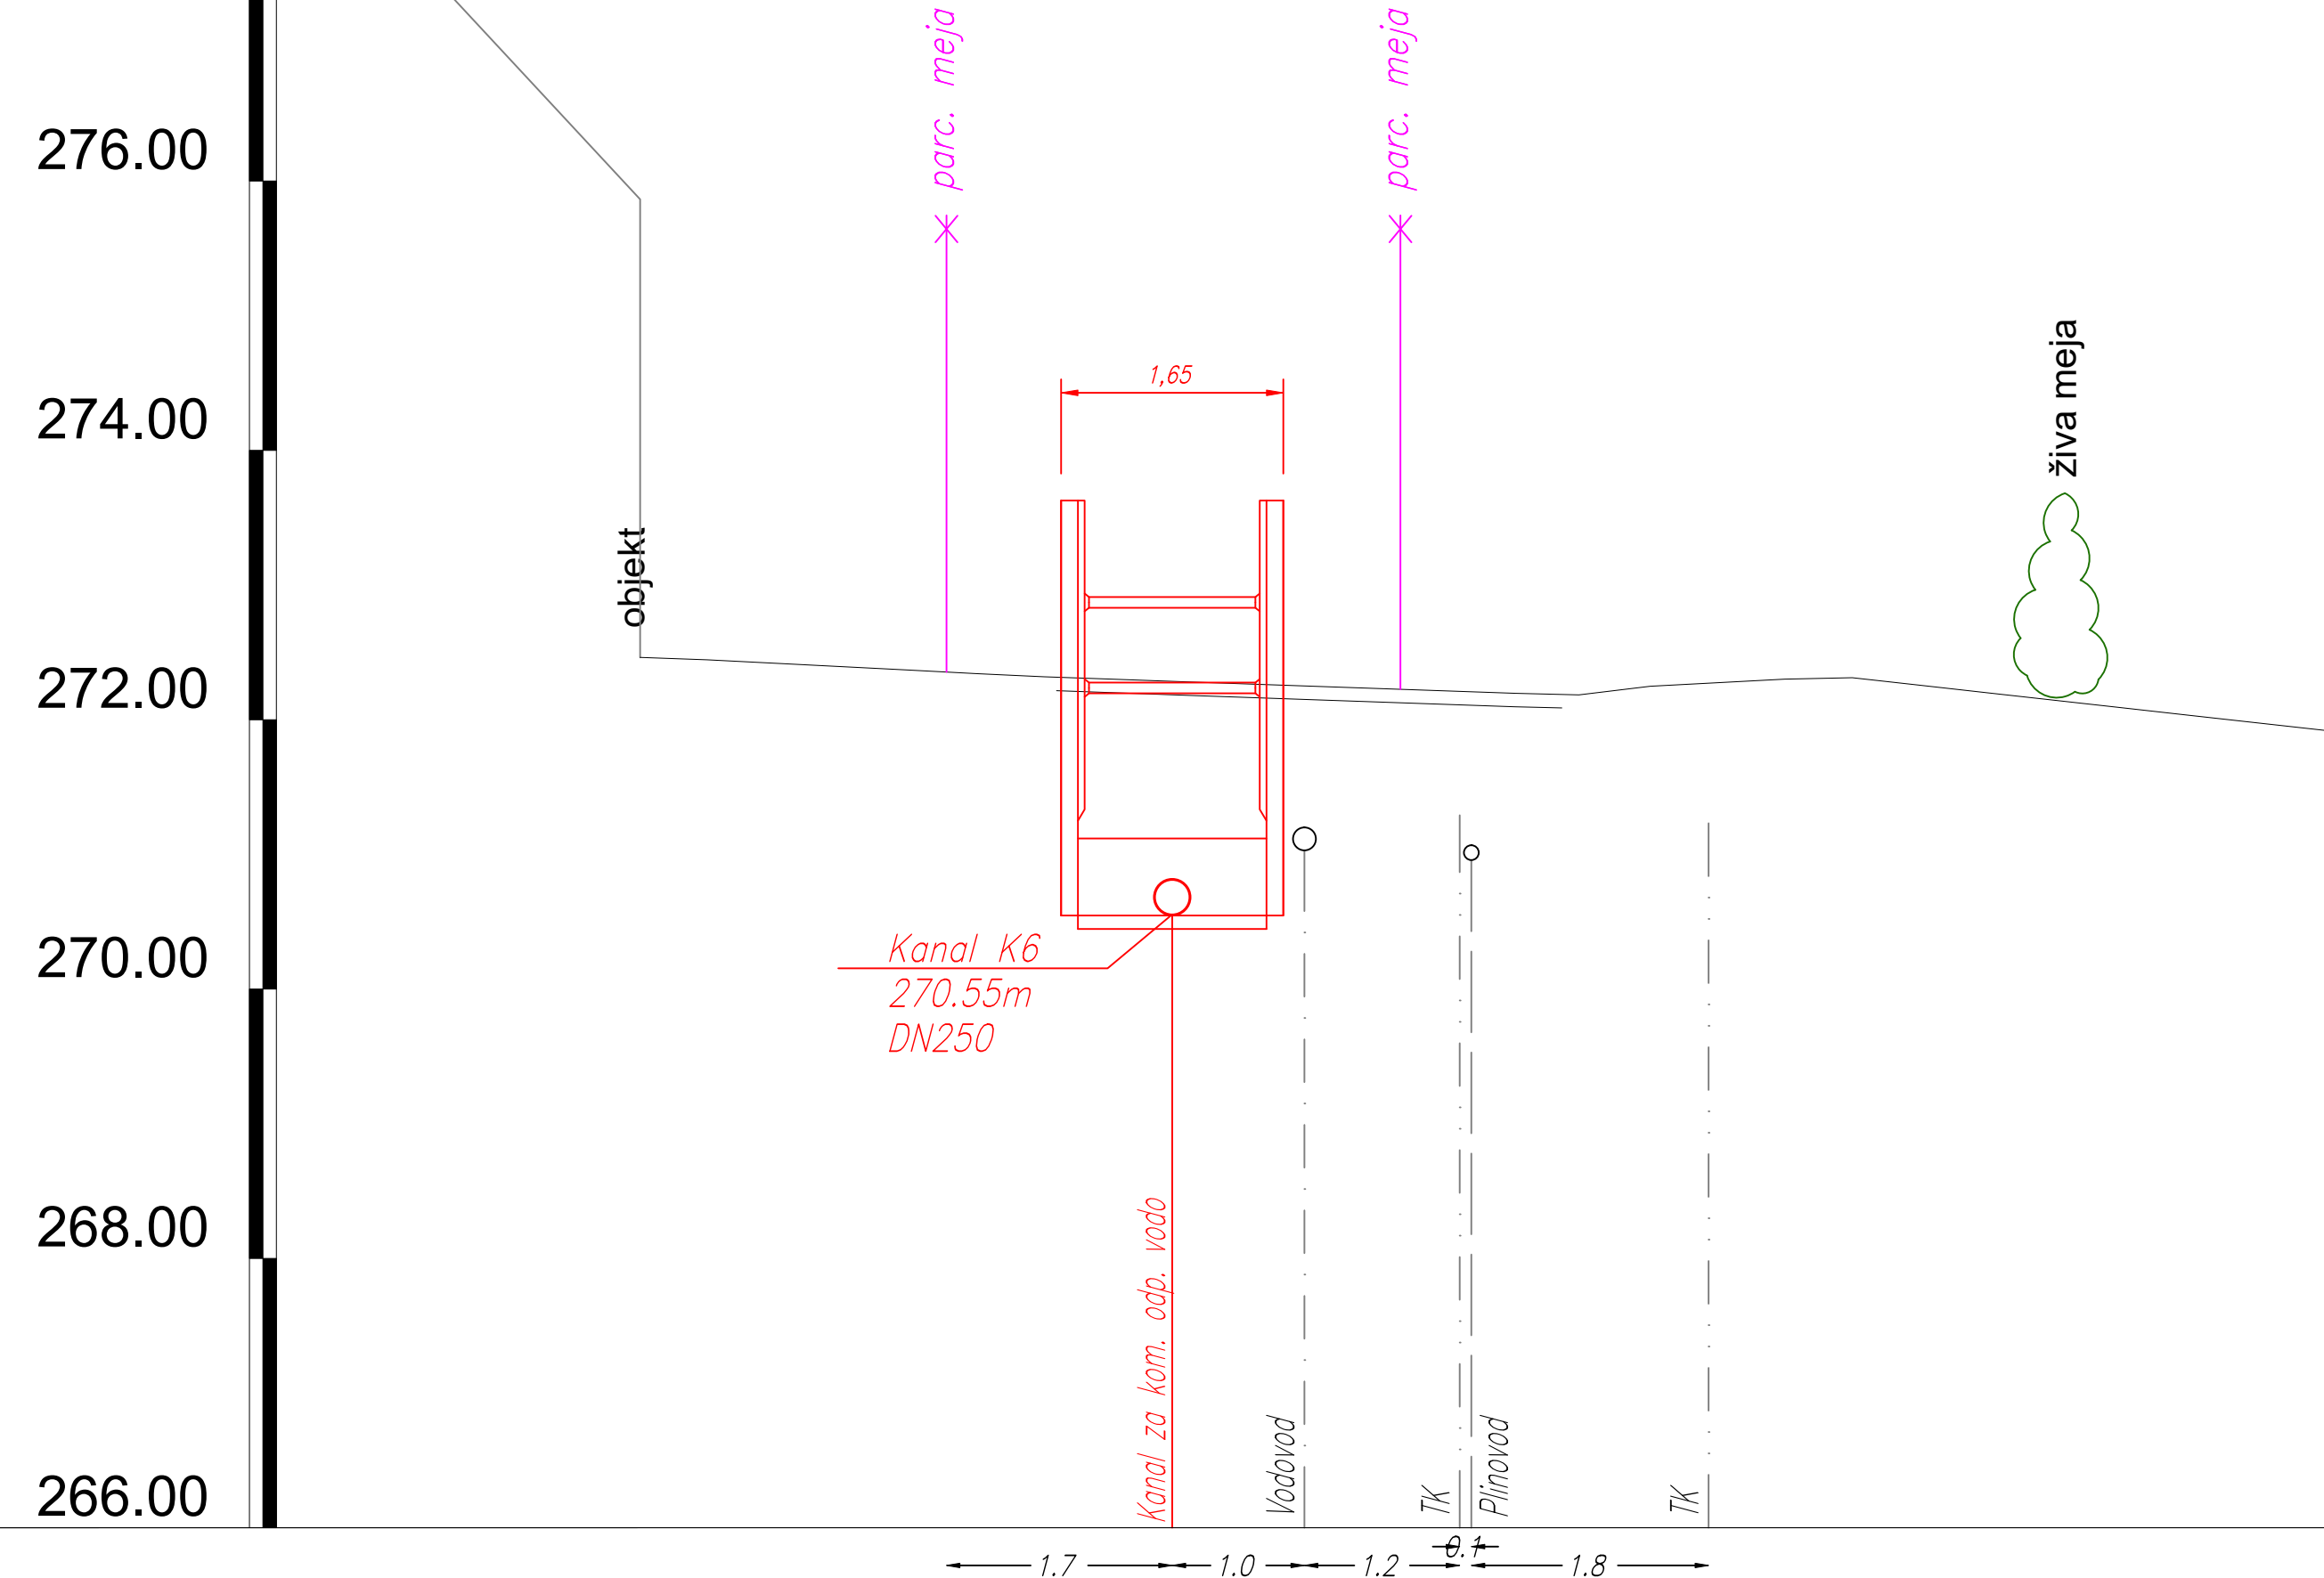 parc. meja
parc. meja
276.00
274.00
272.00
270.00
268.00
266.00
1,65
živa meja
objekt
Kanal K6
270.55m
DN250
Kanal za kom. odp. vodo
Vodovod
TK
Plinovod
TK
1.7
1.0
1.2
0.1
1.8